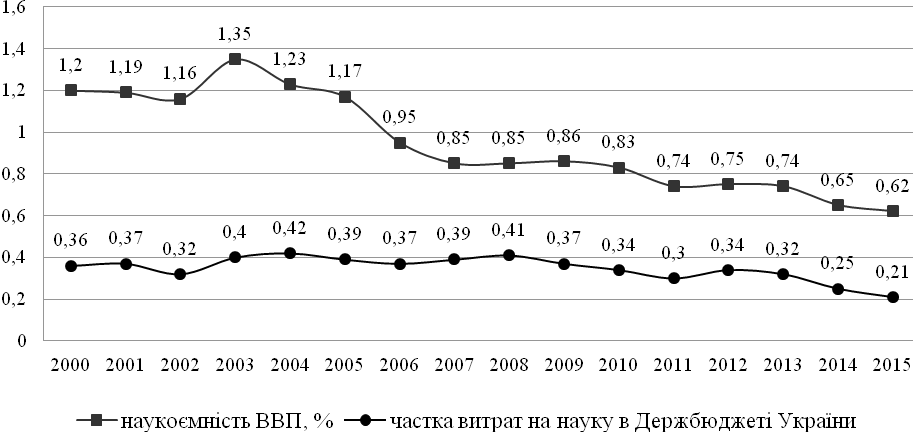 1,6
1,4
1,2
1
0,8
0,6
0,4
0,2
0
1,2 1,19 1,16 1,35 1,23 1,17 0,95 0,85 0,85 0,86 0,83 0,74 0,75 0,74 0,65 0,62
0,36 0,37 0,32 0,4 0,42 0,39 0,37 0,39 0,41 0,37 0,34 0,3 0,34 0,32 0,25 0,21
2000 2001 2002 2003 2004 2005 2006 2007 2008 2009 2010 2011 2012 2013 2014 2015
наукоємність ВВП, % частка витрат на науку в Держбюджеті України